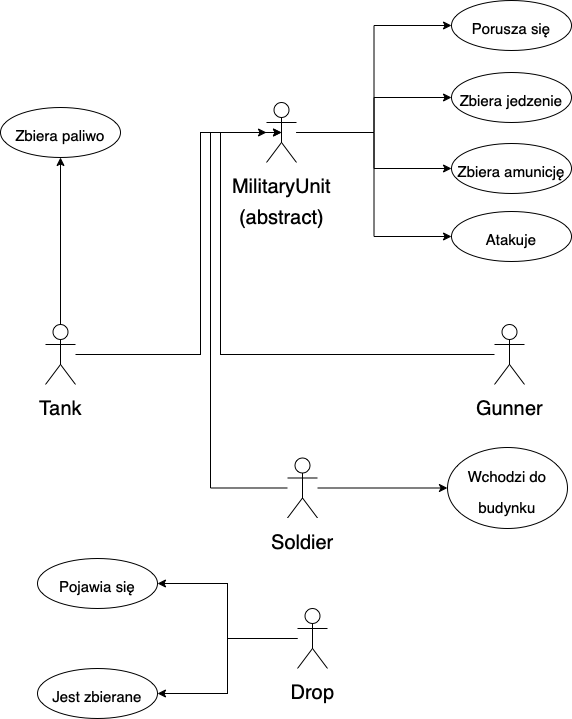 Porusza się
Zbiera jedzenie
Zbiera paliwo
Zbiera amunicję
MilitaryUnit
(abstract)
Atakuje
Tank
Gunner
Wchodzi do
budynku
Soldier
Pojawia się
Drop
Jest zbierane